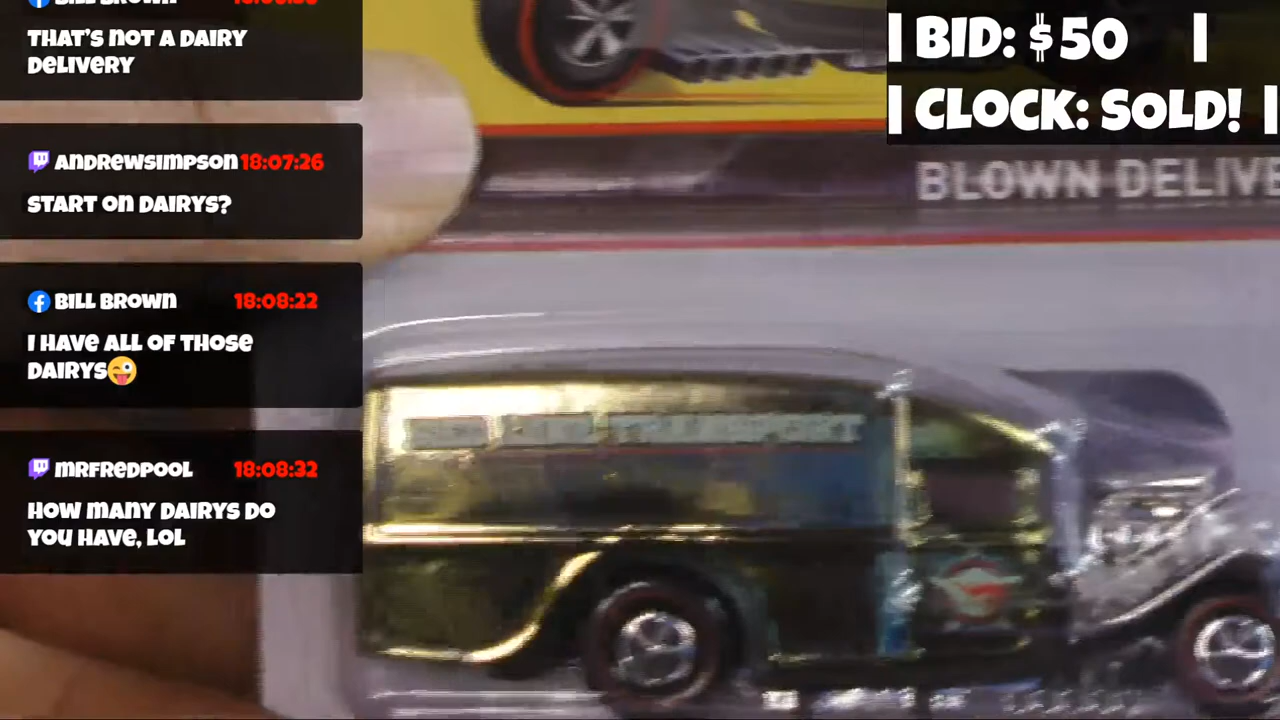 BILL BROWN
THAT'S NOT A DAIRY
DELIVERY
ANDREWSIMPSON 18:07:26
START ON DAIRYS?
BILL BROWN 18:08:22
I HAVE ALL OF THOSE
DAIRYS😜
MRFREDPOOL 18:08:32
HOW MANY DAIRYS DO
YOU HAVE, LOL
| BID: $50 |
| CLOCK: SOLD! |
BLOWN DELIVE